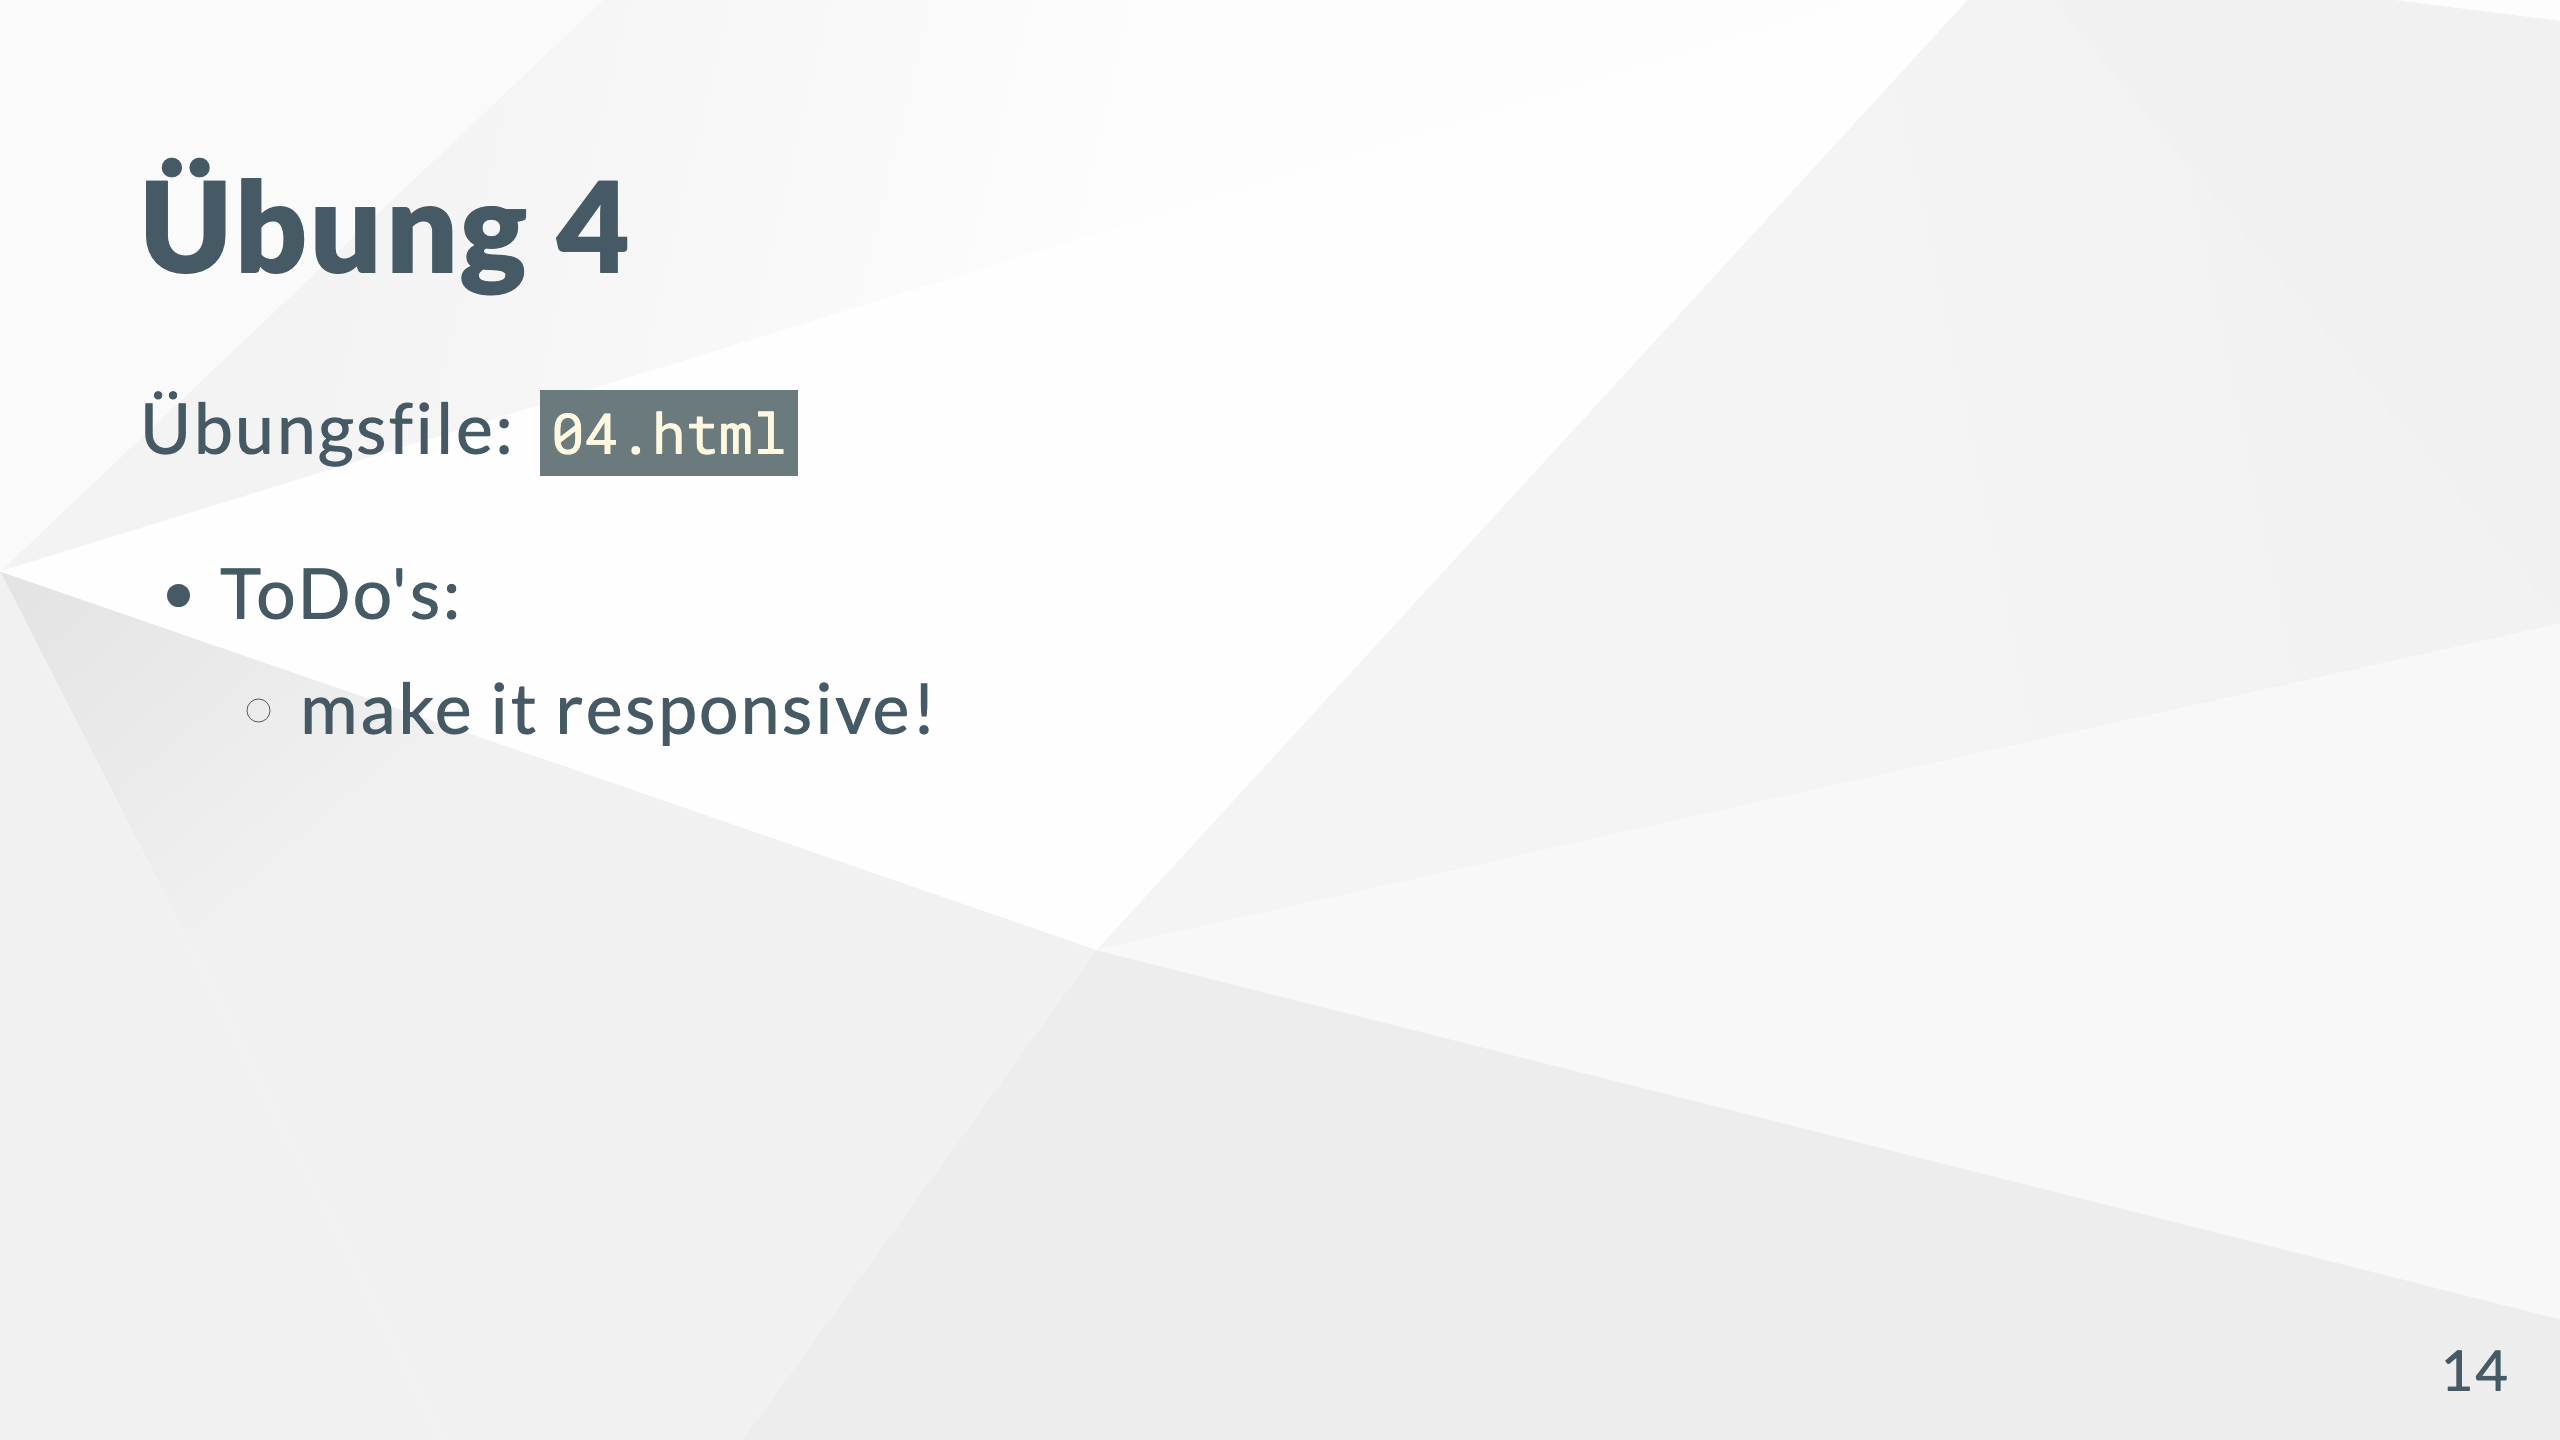 Übung 4
Übungsfile: 04.html
ToDo's:
make it responsive!
14